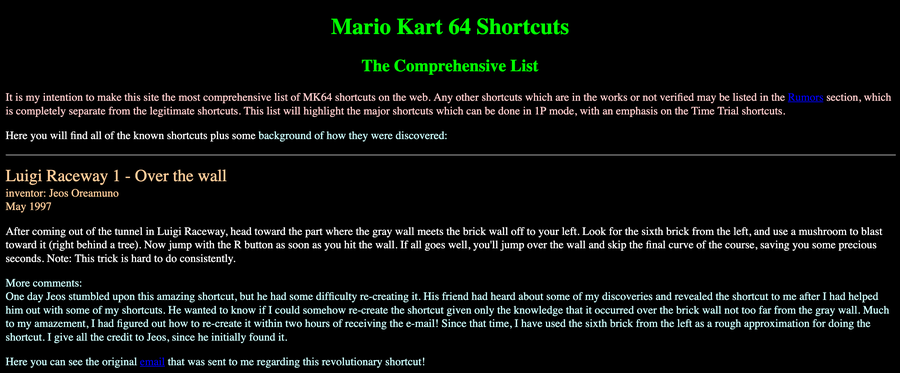 Mario Kart 64 Shortcuts
The Comprehensive List
It is my intention to make this site the most comprehensive list of MK64 shortcuts on the web. Any other shortcuts which are in the works or not verified may be listed in the Rumors section, which
is completely separate from the legitimate shortcuts. This list will highlight the major shortcuts which can be done in 1P mode, with an emphasis on the Time Trial shortcuts.
Here you will find all of the known shortcuts plus some background of how they were discovered:
Luigi Raceway 1 - Over the wall
inventor: Jeos Oreamuno
May 1997
After coming out of the tunnel in Luigi Raceway, head toward the part where the gray wall meets the brick wall off to your left. Look for the sixth brick from the left, and use a mushroom to blast
toward it (right behind a tree). Now jump with the R button as soon as you hit the wall. If all goes well, you'll jump over the wall and skip the final curve of the course, saving you some precious
seconds. Note: This trick is hard to do consistently.
More comments:
One day Jeos stumbled upon this amazing shortcut, but he had some difficulty re-creating it. His friend had heard about some of my discoveries and revealed the shortcut to me after I had helped
him out with some of my shortcuts. He wanted to know if I could somehow re-create the shortcut given only the knowledge that it occurred over the brick wall not too far from the gray wall. Much
to my amazement, I had figured out how to re-create it within two hours of receiving the e-mail! Since that time, I have used the sixth brick from the left as a rough approximation for doing the
shortcut. I give all the credit to Jeos, since he initially found it.
Here you can see the original email that was sent to me regarding this revolutionary shortcut!